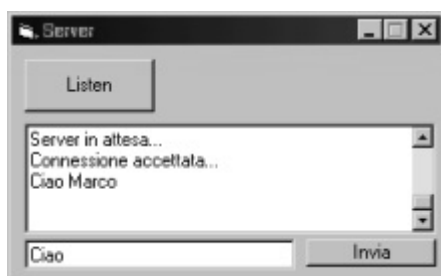 Server
Listen
Server in attesa...
Connessione accettata...
Ciao Marco
Ciao
Invia